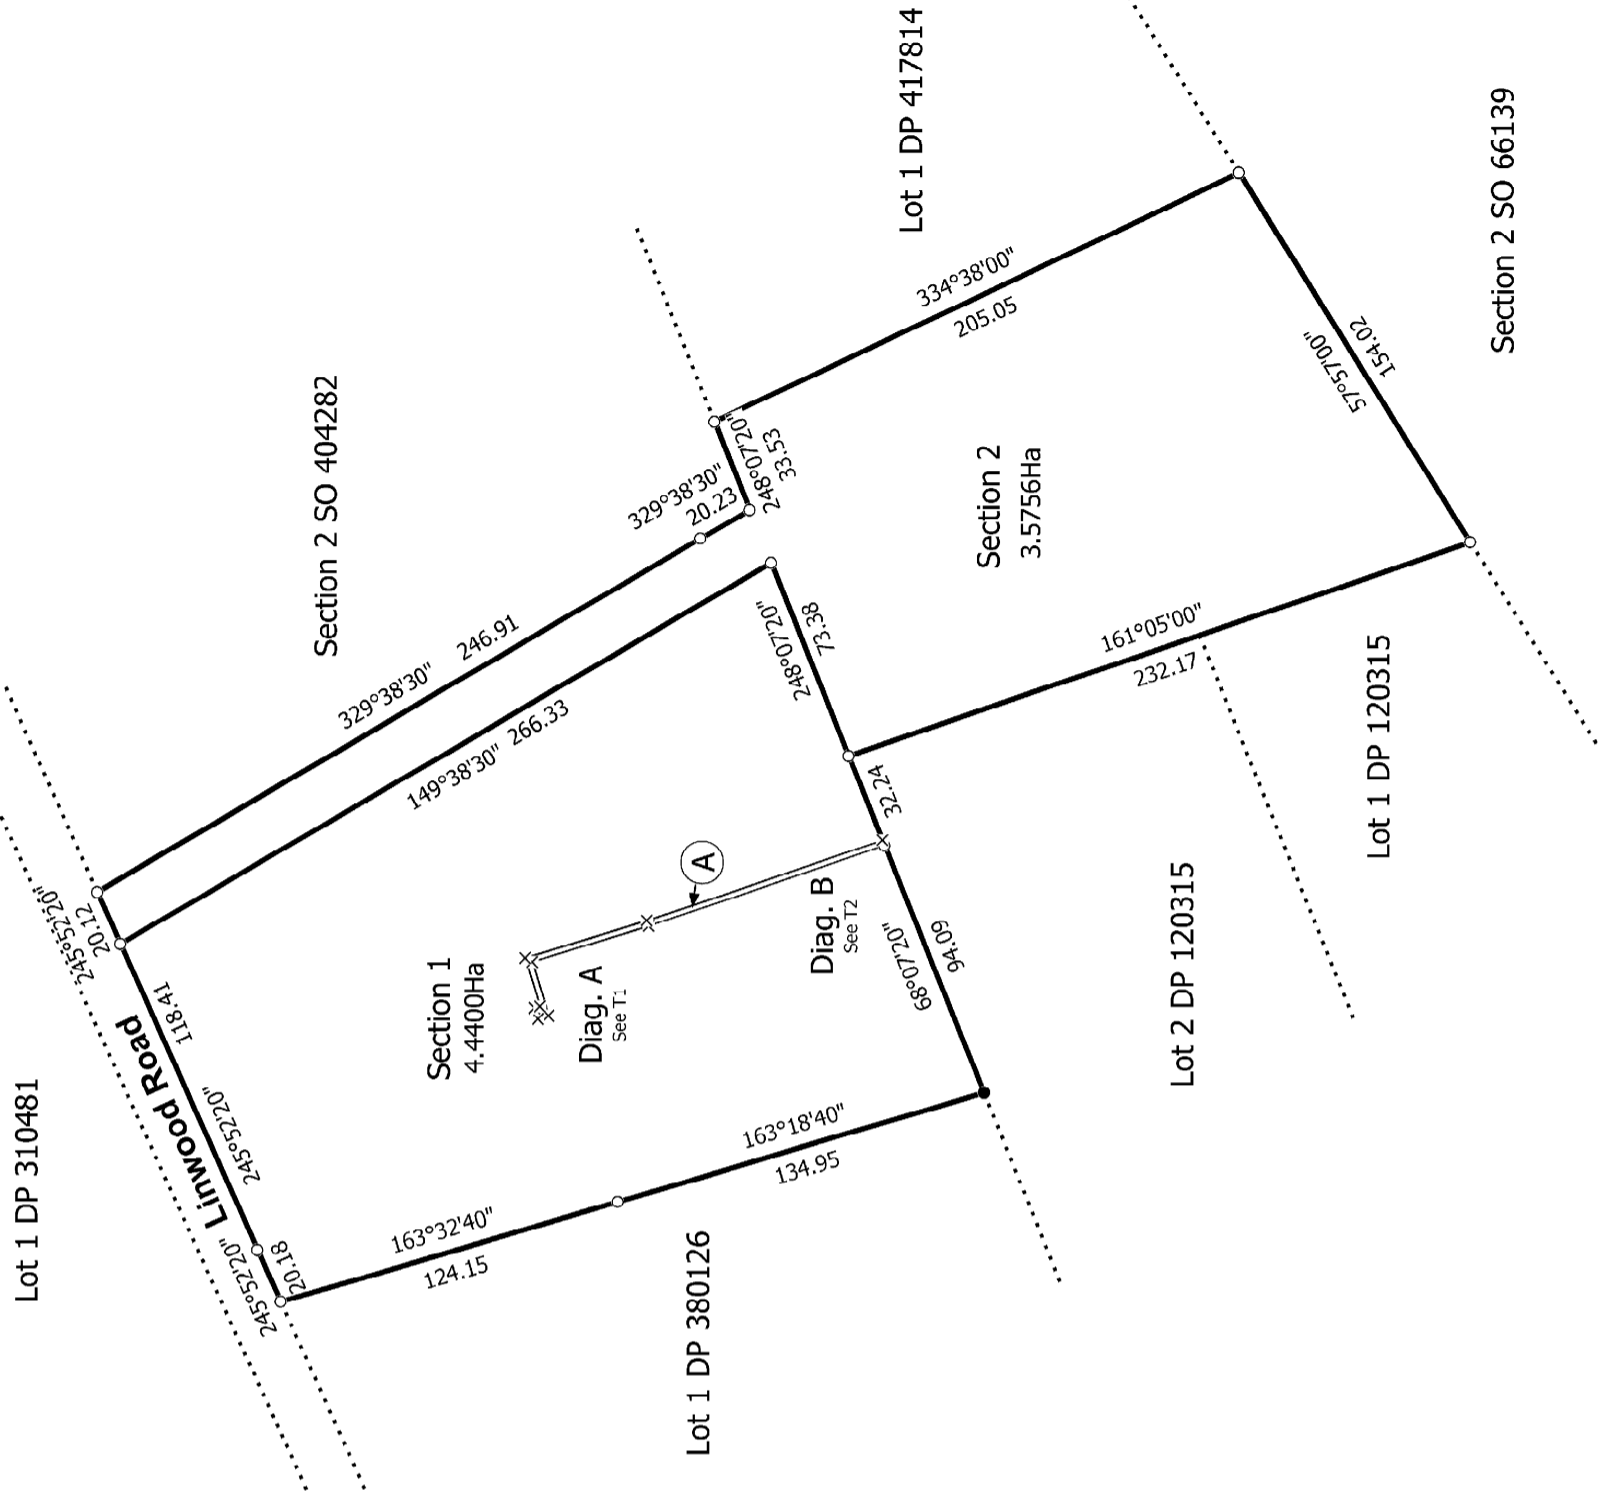 Lot 1 DP 417814
Section 2 SO 66139
334°38'00"
205.05
57°57'00"
154.02
Section 2 SO 404282
329°38'30"
20.23
248°07'20"
33.53
Section 2
3.5756Ha
246.91
329°38'30"
149°38'30"
266.33
248°07'20"
73.38
161°05'00"
232.17
Lot 1 DP 120315
245°52'20"
20.12
118.41
Linwood Road
245°52'20"
32.24
A
Diag. B
See T2
68°07'20"
94.09
Section 1
4.4400Ha
Diag. A
See T1
Lot 2 DP 120315
Lot 1 DP 310481
245°52'20"
20.18
163°32'40"
124.15
163°18'40"
134.95
Lot 1 DP 380126